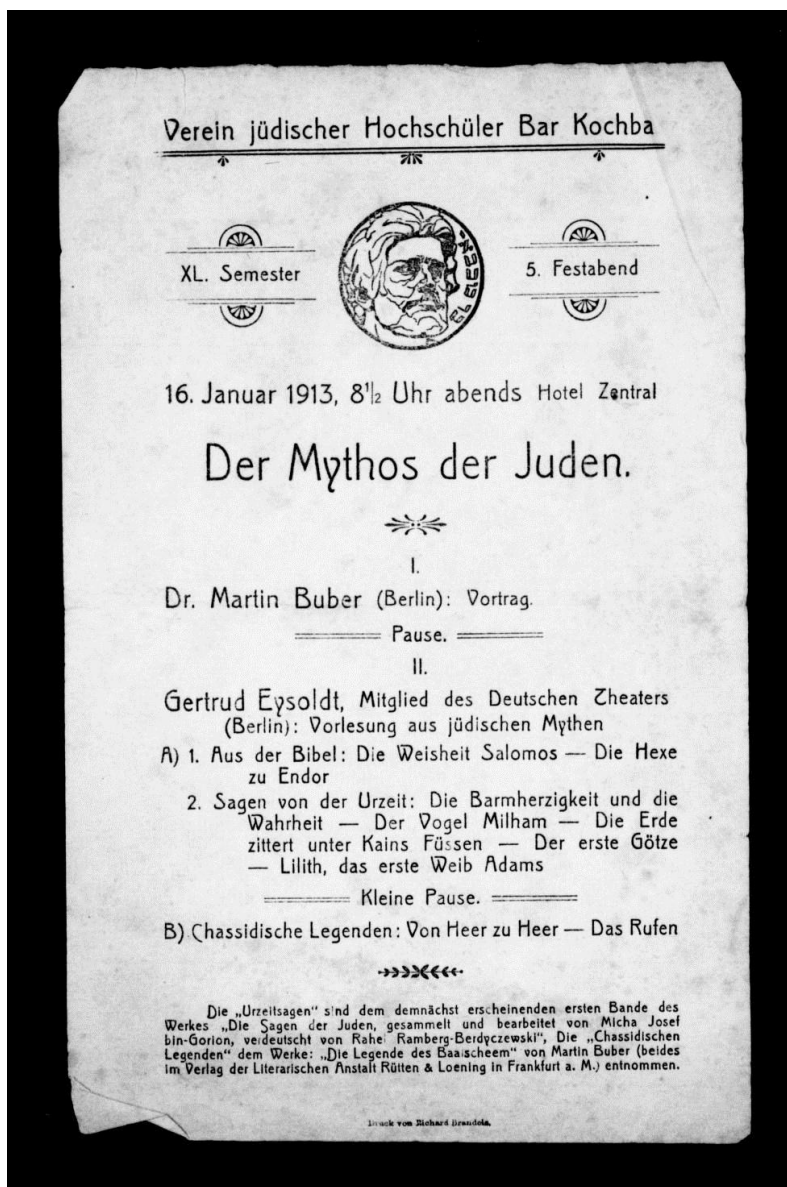 Verein jüdischer Hochschüler Bar Kochba
XL. Semester
5. Festabend
16. Januar 1913, 8½ Uhr abends Hotel Zentral
Der Mythos der Juden.
I.
Dr. Martin Buber (Berlin): Vortrag.
Pause.
II.
Gertrud Eysoldt, Mitglied des Deutschen Theaters
(Berlin): Vorlesung aus jüdischen Mythen
A) 1. Aus der Bibel: Die Weisheit Salomos — Die Hexe
zu Endor
2. Sagen von der Urzeit: Die Barmherzigkeit und die
Wahrheit — Der Vogel Milham — Die Erde
zittert unter Kains Füssen — Der erste Götze
— Lilith, das erste Weib Adams
Kleine Pause.
B) Chassidische Legenden: Von Heer zu Heer — Das Rufen
Die „Urzeitsagen" sind dem demnächst erscheinenden ersten Bande des
Werkes „Die Sagen der Juden, gesammelt und bearbeitet von Micha Josef
bin-Gorion, verdeutscht von Rahel Ramberg-Berdyczewski", Die „Chassidischen
Legenden" dem Werke: „Die Legende des Baalschem" von Martin Buber (beides
im Verlag der Literarischen Anstalt Rütten & Loening in Frankfurt a. M.) entnommen.
Druck von Richard Brandeis.